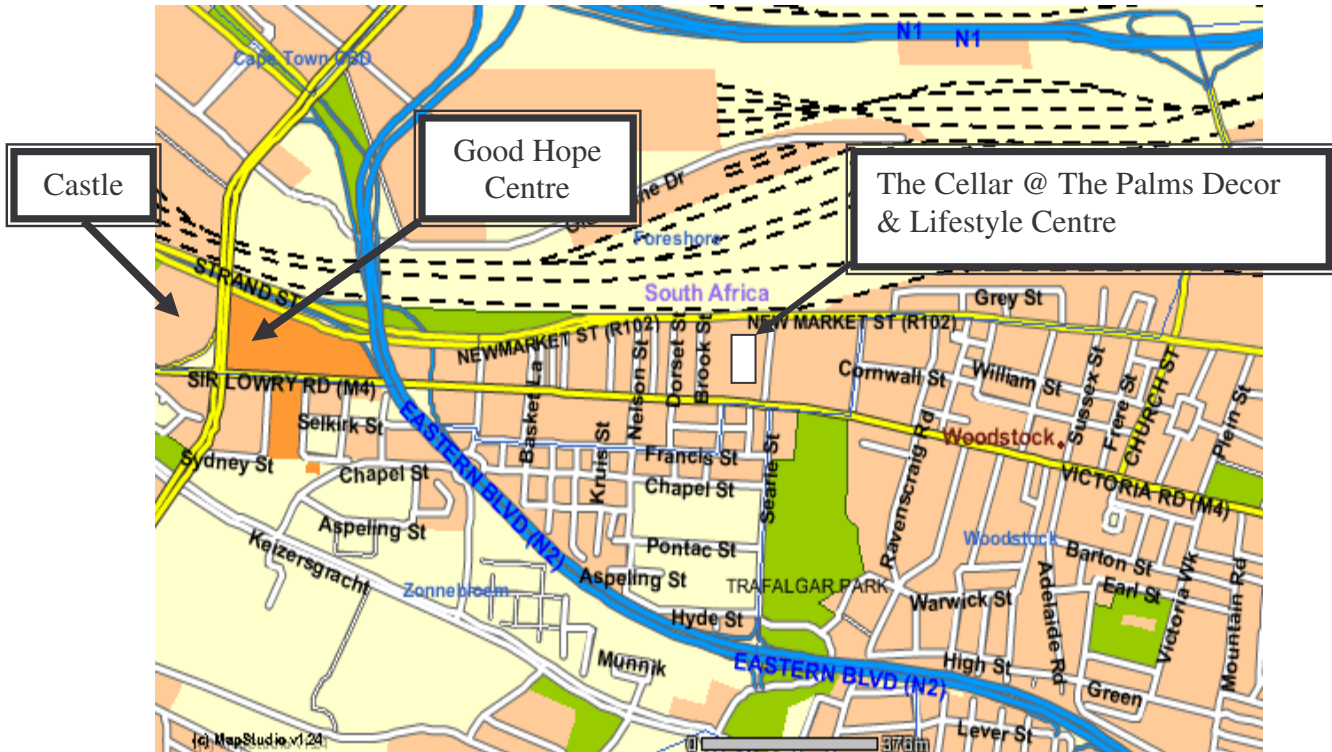 N1
N1
Cape Town CBD
Good Hope
Centre
Castle
The Cellar @ The Palms Decor
& Lifestyle Centre
Foreshore
STRAND ST
South Africa
Grey St
NEWMARKET ST (R102)
NEW MARKET ST (R102)
SIR LOWRY RD (M4)
Selkirk St
Sydney St
Chapel St
Aspeling St
Keizersgracht
Zonnebloem
EASTERN BLVD (N2)
Basket La
Kruis St
Nelson St
Dorset St
Brook St
Francis St
Chapel St
Searle St
Pontac St
Aspeling St
Hyde St
Munnik
TRAFALGAR PARK
Cornwall St
William St
Sussex St
Frere St
CHURCH ST
Plein St
Ravenscraig Rd
Woodstock
VICTORIA RD (M4)
Woodstock
Barton St
Earl St
Warwick St
Adelaide Rd
Victoria Wk
Mountain Rd
High St
Green
Lever St
EASTERN BLVD (N2)
(c) MapStudio v1.24
0
378m